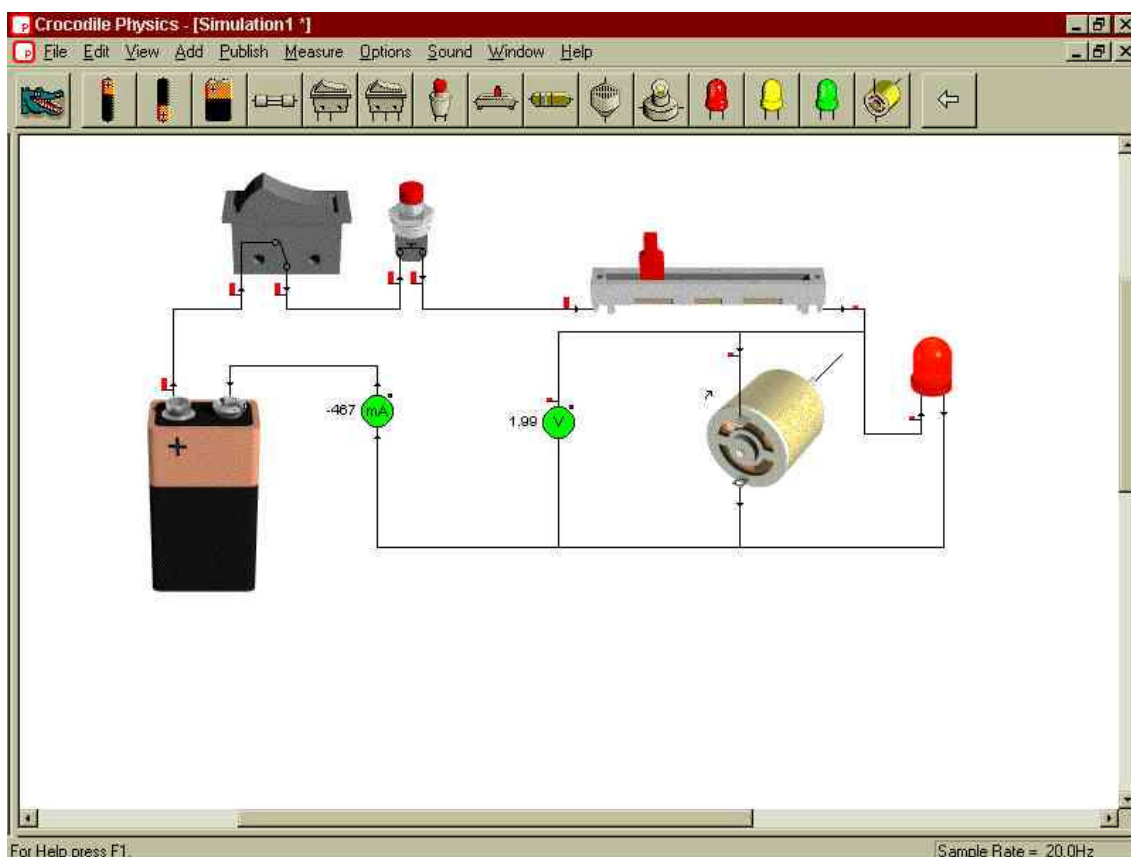 Crocodile Physics - [Simulation1 *]
File Edit View Add Publish Measure Options Sound Window Help
-467 mA
1,99 V
+
For Help press F1.
Sample Rate = 20.0Hz